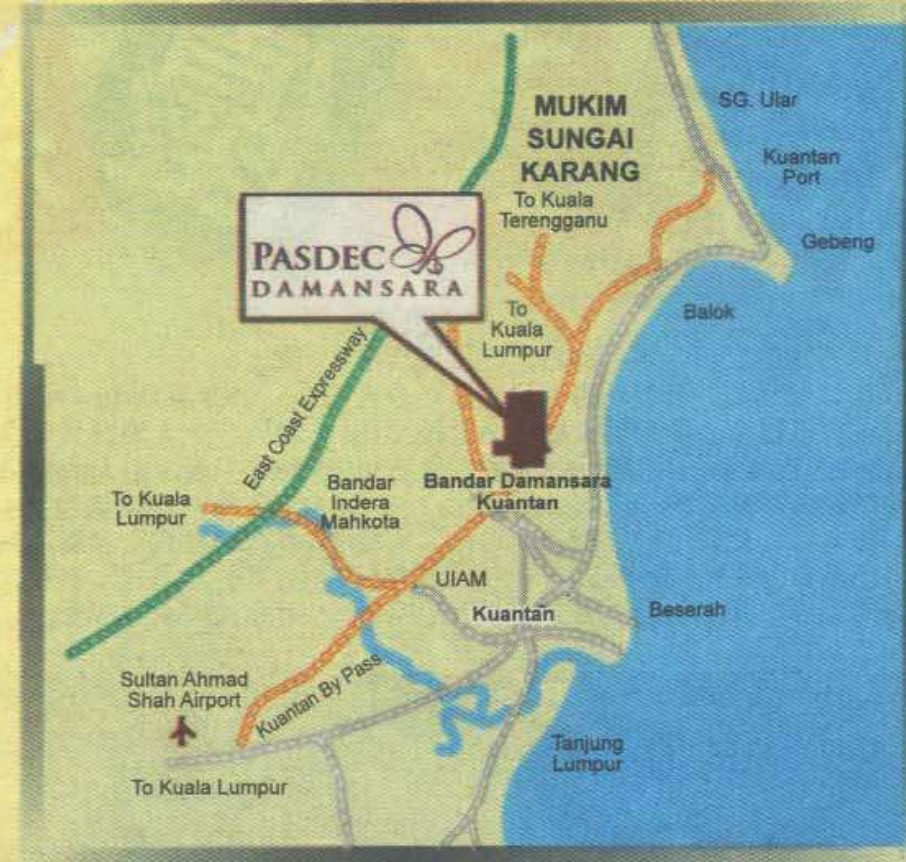 MUKIM
SUNGAI
KARANG
SG. Ular
Kuantan
Port
To Kuala
Terengganu
Gebeng
PASDEC
DAMANSARA
Balok
To
Kuala
Lumpur
East Coast Expressway
Bandar Damansara
Kuantan
Bandar
Indera
Mahkota
To Kuala
Lumpur
UIAM
Kuantan
Beserah
Sultan Ahmad
Shah Airport
Kuantan By Pass
Tanjung
Lumpur
To Kuala Lumpur